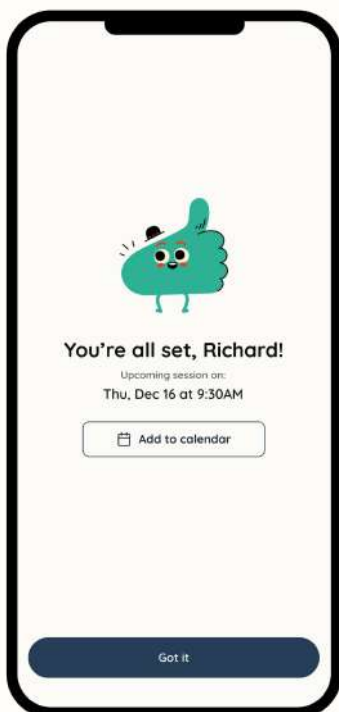 You’re all set, Richard!
Upcoming session on:
Thu, Dec 16 at 9:30AM
Add to calendar
Got it